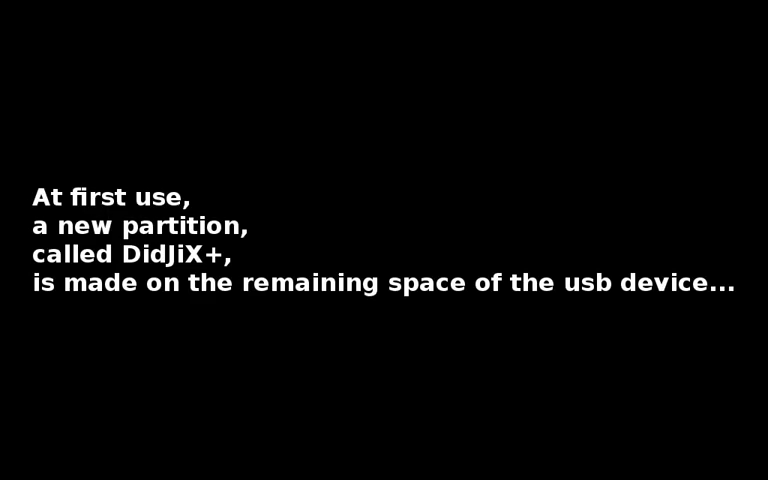 At first use,
a new partition,
called DidJiX+,
is made on the remaining space of the usb device...